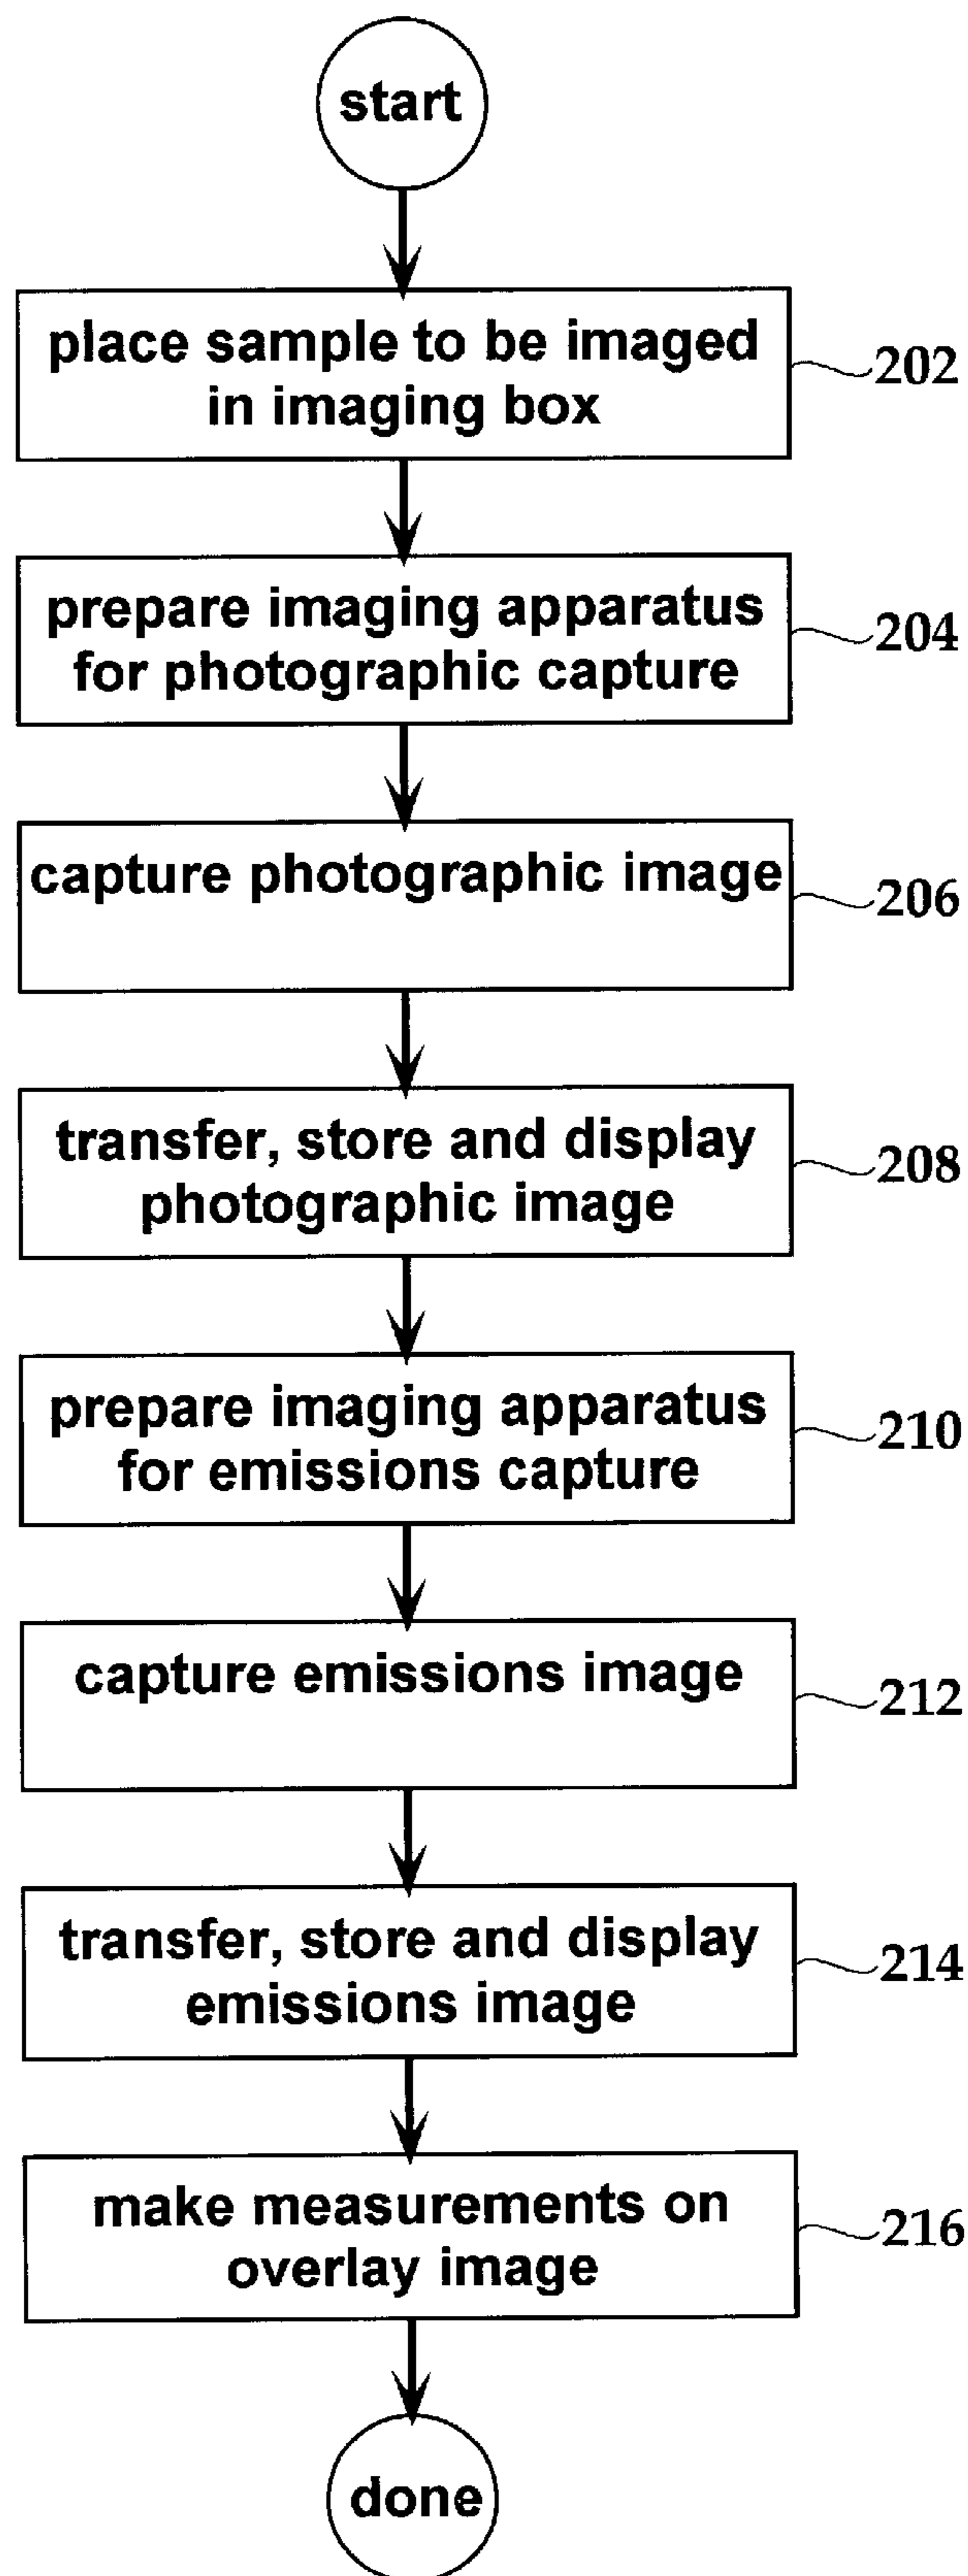 start
place sample to be imaged
in imaging box
202
prepare imaging apparatus
for photographic capture
204
capture photographic image
206
transfer, store and display
photographic image
208
prepare imaging apparatus
for emissions capture
210
capture emissions image
212
transfer, store and display
emissions image
214
make measurements on
overlay image
216
done